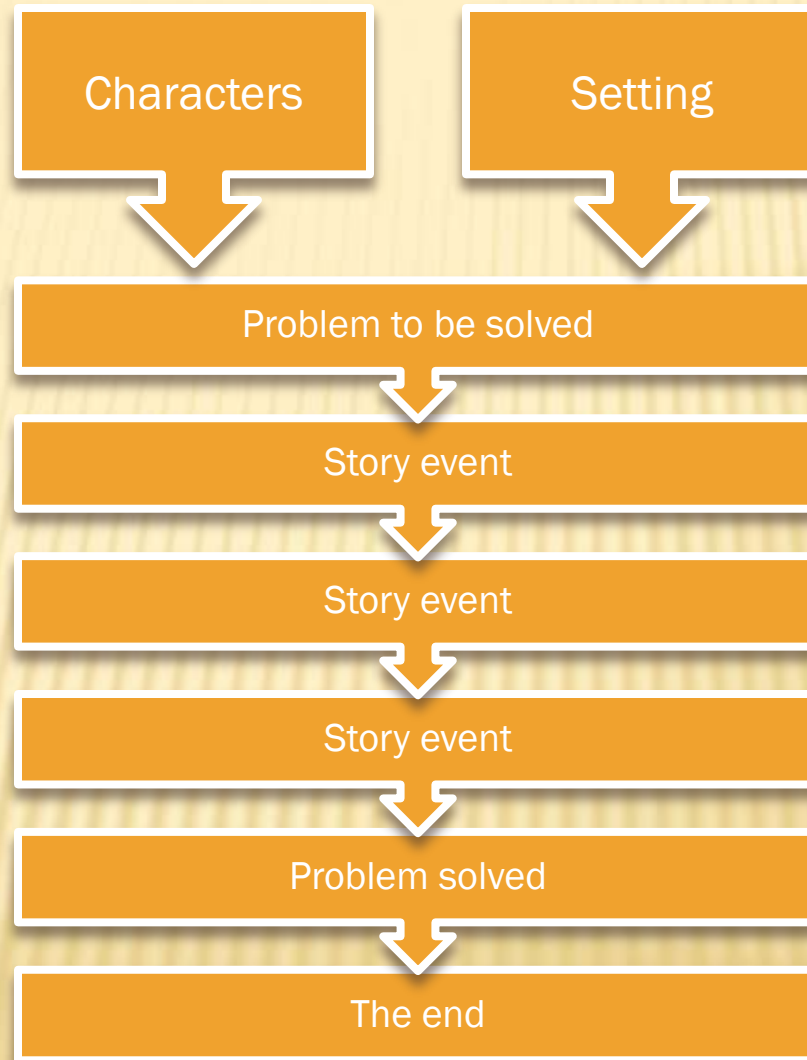 Characters
Setting
Problem to be solved
Story event
Story event
Story event
Problem solved
The end